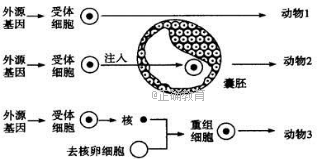 外源
基因
受体
细胞
动物1
外源
基因
受体
细胞
注入
囊胚
动物2
@正确教育
外源
基因
受体
细胞
核
去核卵细胞
重组
细胞
动物3